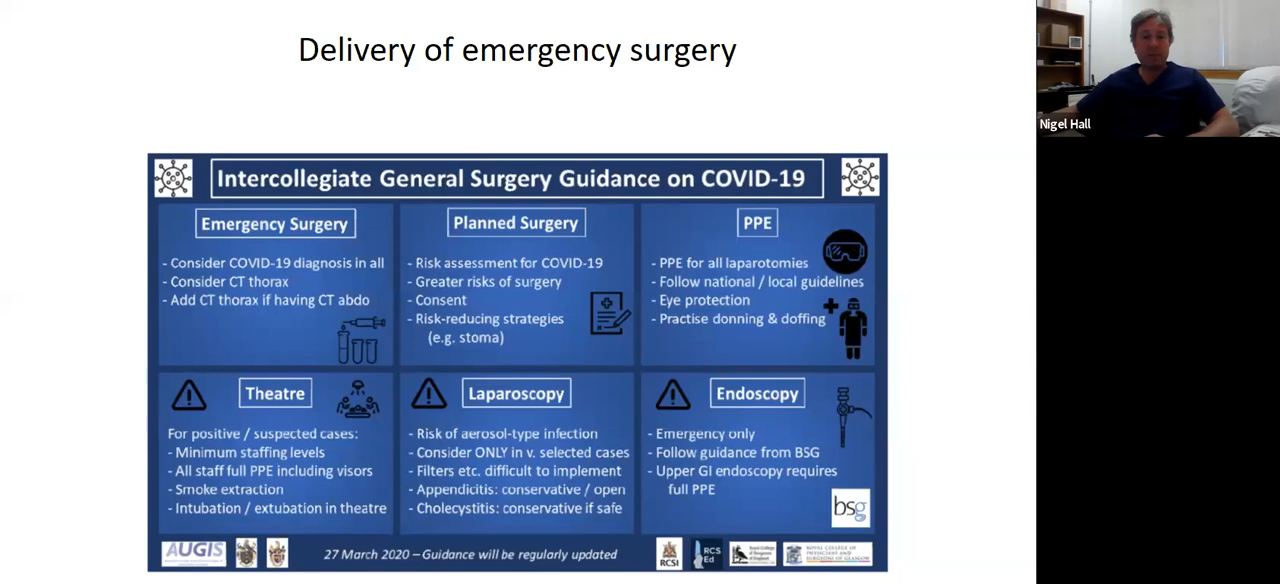 Delivery of emergency surgery
Nigel Hall
Intercollegiate General Surgery Guidance on COVID-19
Emergency Surgery
- Consider COVID-19 diagnosis in all
- Consider CT thorax
- Add CT thorax if having CT abdo
Planned Surgery
- Risk assessment for COVID-19
- Greater risks of surgery
- Consent
- Risk-reducing strategies
(e.g. stoma)
PPE
- PPE for all laparotomies
- Follow national / local guidelines
- Eye protection
- Practise donning & doffing
Theatre
For positive / suspected cases:
- Minimum staffing levels
- All staff full PPE including visors
- Smoke extraction
- Intubation / extubation in theatre
Laparoscopy
- Risk of aerosol-type infection
- Consider ONLY in v. selected cases
- Filters etc. difficult to implement
- Appendicitis: conservative / open
- Cholecystitis: conservative if safe
Endoscopy
- Emergency only
- Follow guidance from BSG
- Upper GI endoscopy requires
full PPE
bsg
AUGIS
27 March 2020 – Guidance will be regularly updated
RCSI
RCS
Ed
ROYAL COLLEGE OF
PHYSICIANS AND
SURGEONS OF GLASGOW